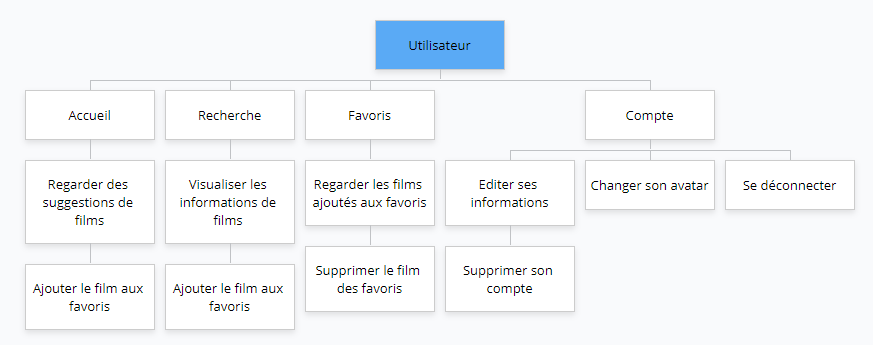 Utilisateur
Accueil
Recherche
Favoris
Compte
Regarder des
suggestions de
films
Visualiser les
informations de
films
Regarder les films
ajoutés aux favoris
Editer ses
informations
Changer son avatar
Se déconnecter
Ajouter le film aux
favoris
Ajouter le film aux
favoris
Supprimer le film
des favoris
Supprimer son
compte